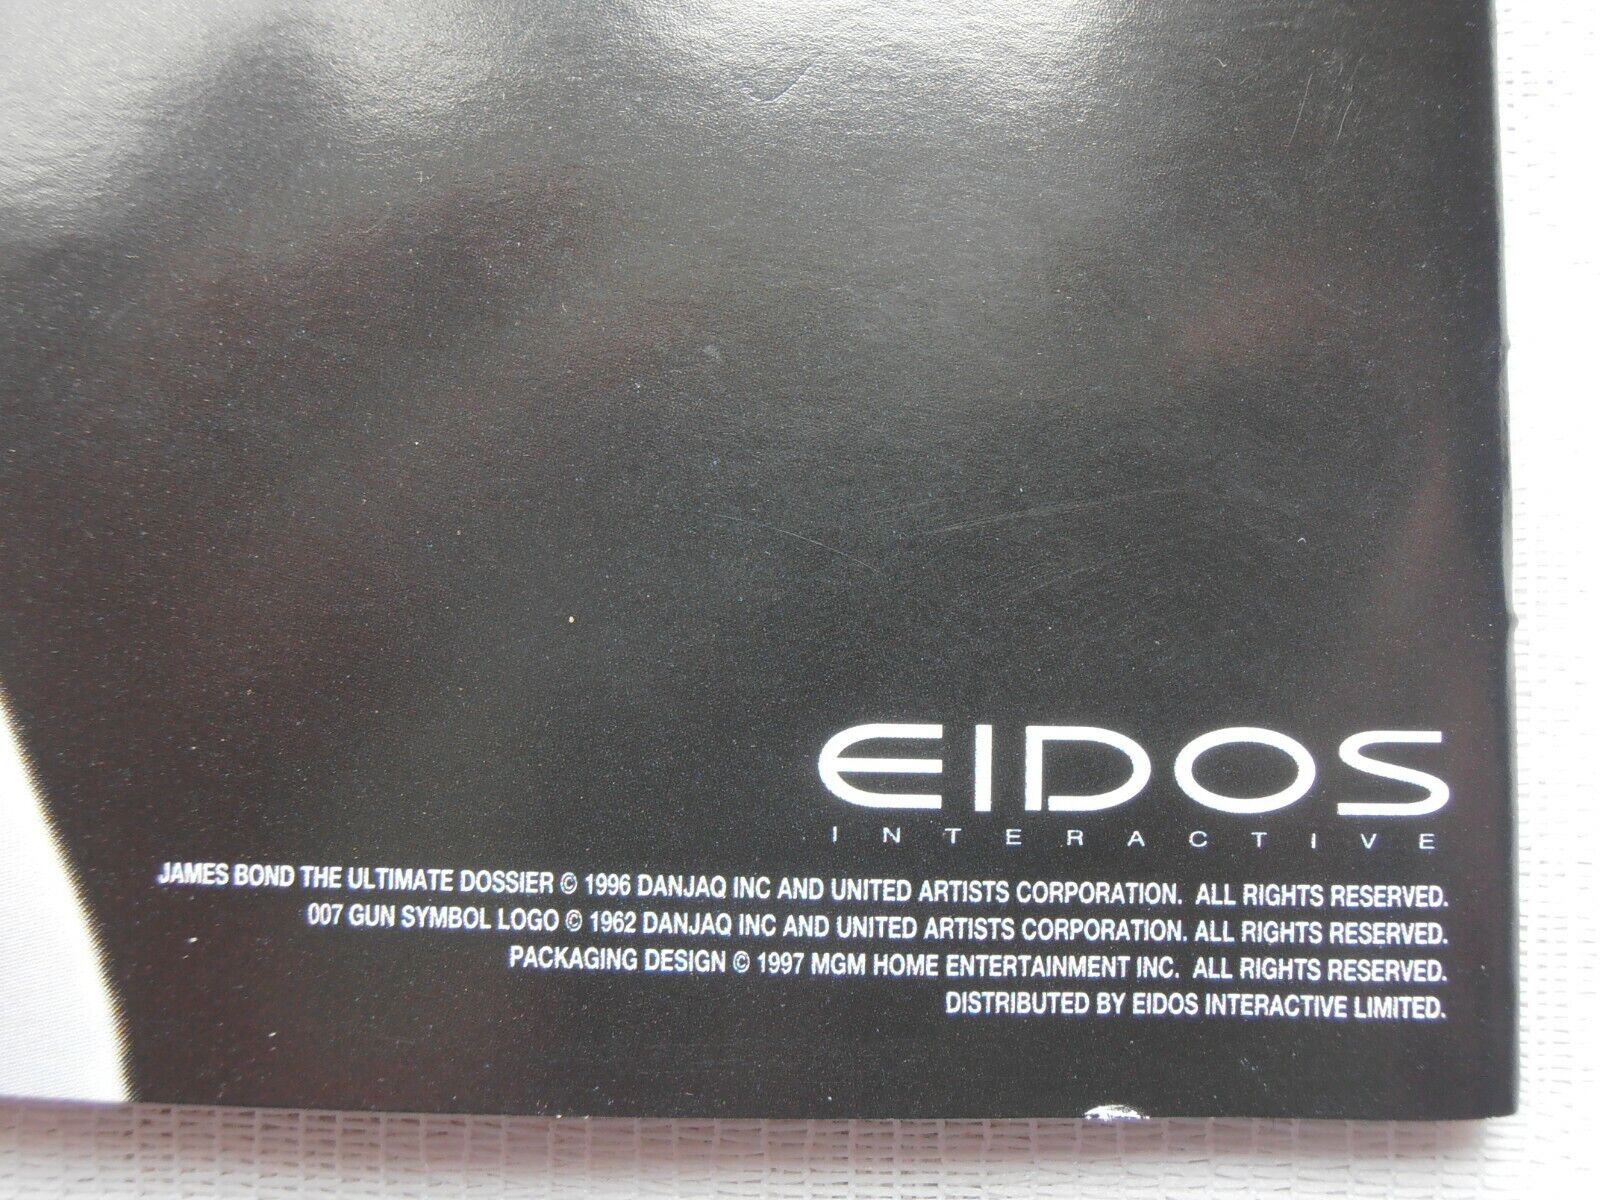 EIDOS
INTERACTIVE
JAMES BOND THE ULTIMATE DOSSIER © 1996 DANJAQ INC AND UNITED ARTISTS CORPORATION. ALL RIGHTS RESERVED.
007 GUN SYMBOL LOGO © 1962 DANJAQ INC AND UNITED ARTISTS CORPORATION. ALL RIGHTS RESERVED.
PACKAGING DESIGN © 1997 MGM HOME ENTERTAINMENT INC. ALL RIGHTS RESERVED.
DISTRIBUTED BY EIDOS INTERACTIVE LIMITED.